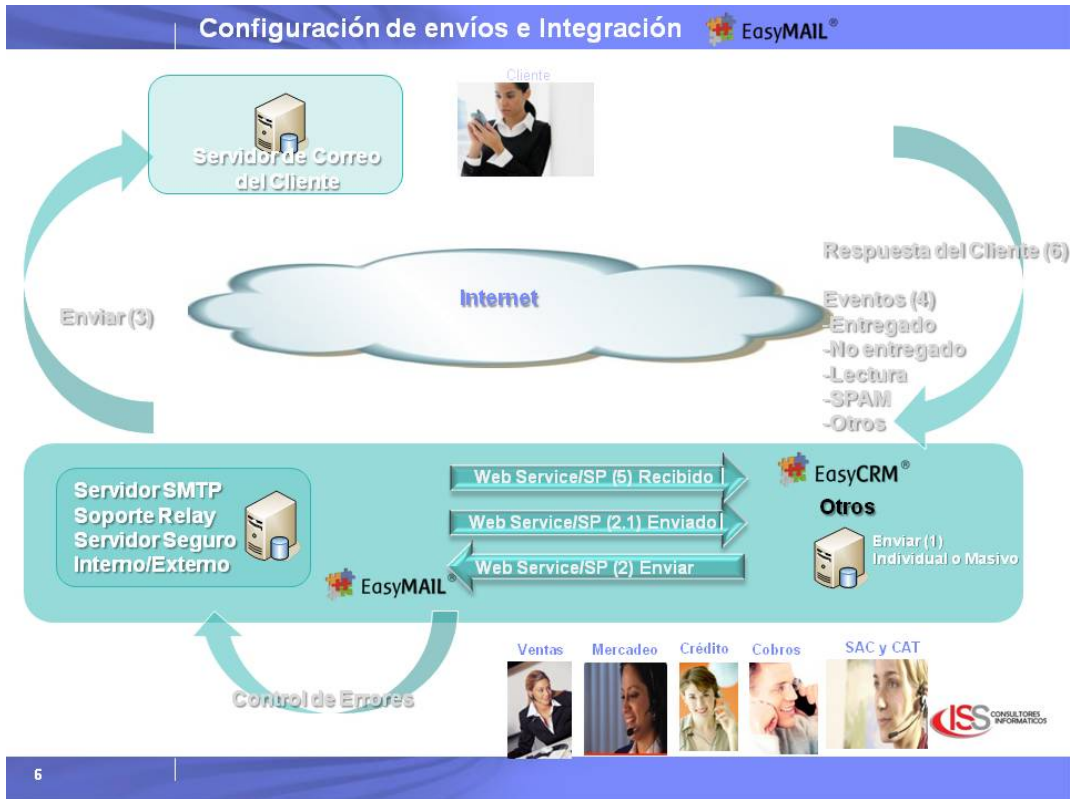 Configuración de envíos e Integración
EasyMAIL®
Cliente
Servidor de Correo
del Cliente
Respuesta del Cliente (6)
Internet
Eventos (4)
-Entregado
-No entregado
-Lectura
-SPAM
-Otros
Enviar (3)
Servidor SMTP
Soporte Relay
Servidor Seguro
Interno/Externo
EasyMAIL®
Web Service/SP (5) Recibido
Web Service/SP (2.1) Enviado
Web Service/SP (2) Enviar
EasyCRM®
Otros
Enviar (1)
Individual o Masivo
Control de Errores
Ventas
Mercadeo
Crédito
Cobros
SAC y CAT
ISS CONSULTORES
INFORMATICOS
6